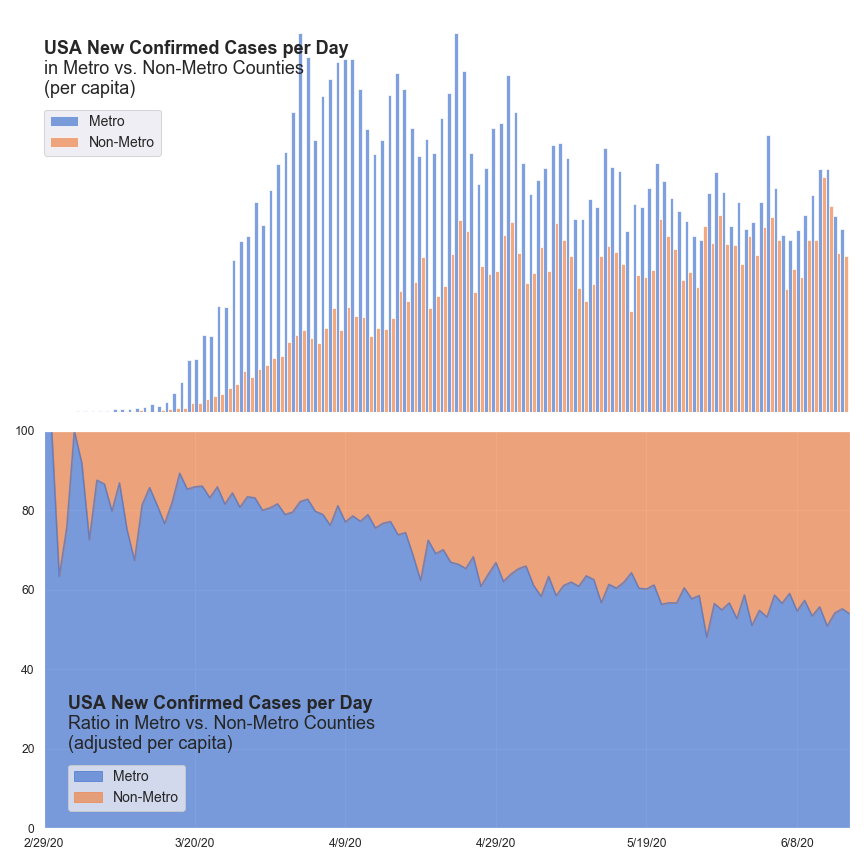 USA New Confirmed Cases per Day
in Metro vs. Non-Metro Counties
(per capita)
Metro
Non-Metro
100
80
60
40
20
0
USA New Confirmed Cases per Day
Ratio in Metro vs. Non-Metro Counties
(adjusted per capita)
Metro
Non-Metro
2/29/20 3/20/20 4/9/20 4/29/20 5/19/20 6/8/20